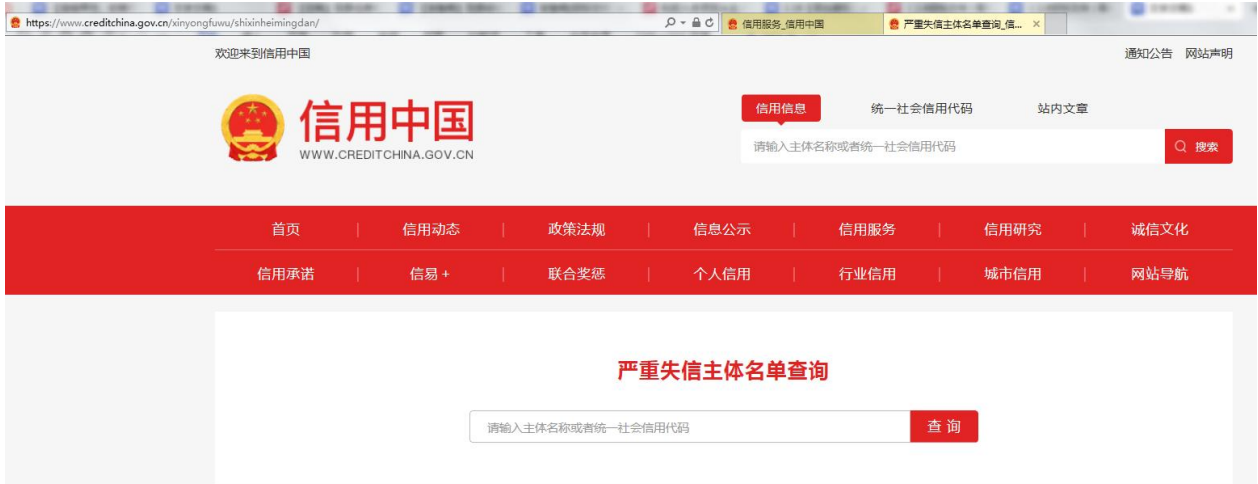 https://www.creditchina.gov.cn/xinyongfuwu/shixinheimingdan/
信用服务_信用中国
严重失信主体名单查询_信...
欢迎来到信用中国
通知公告 网站声明
信用中国
WWW.CREDITCHINA.GOV.CN
信用信息 统一社会信用代码 站内文章
请输入主体名称或者统一社会信用代码
搜索
首页 信用动态 政策法规 信息公示 信用服务 信用研究 诚信文化
信用承诺 信易+ 联合奖惩 个人信用 行业信用 城市信用 网站导航
严重失信主体名单查询
请输入主体名称或者统一社会信用代码
查询